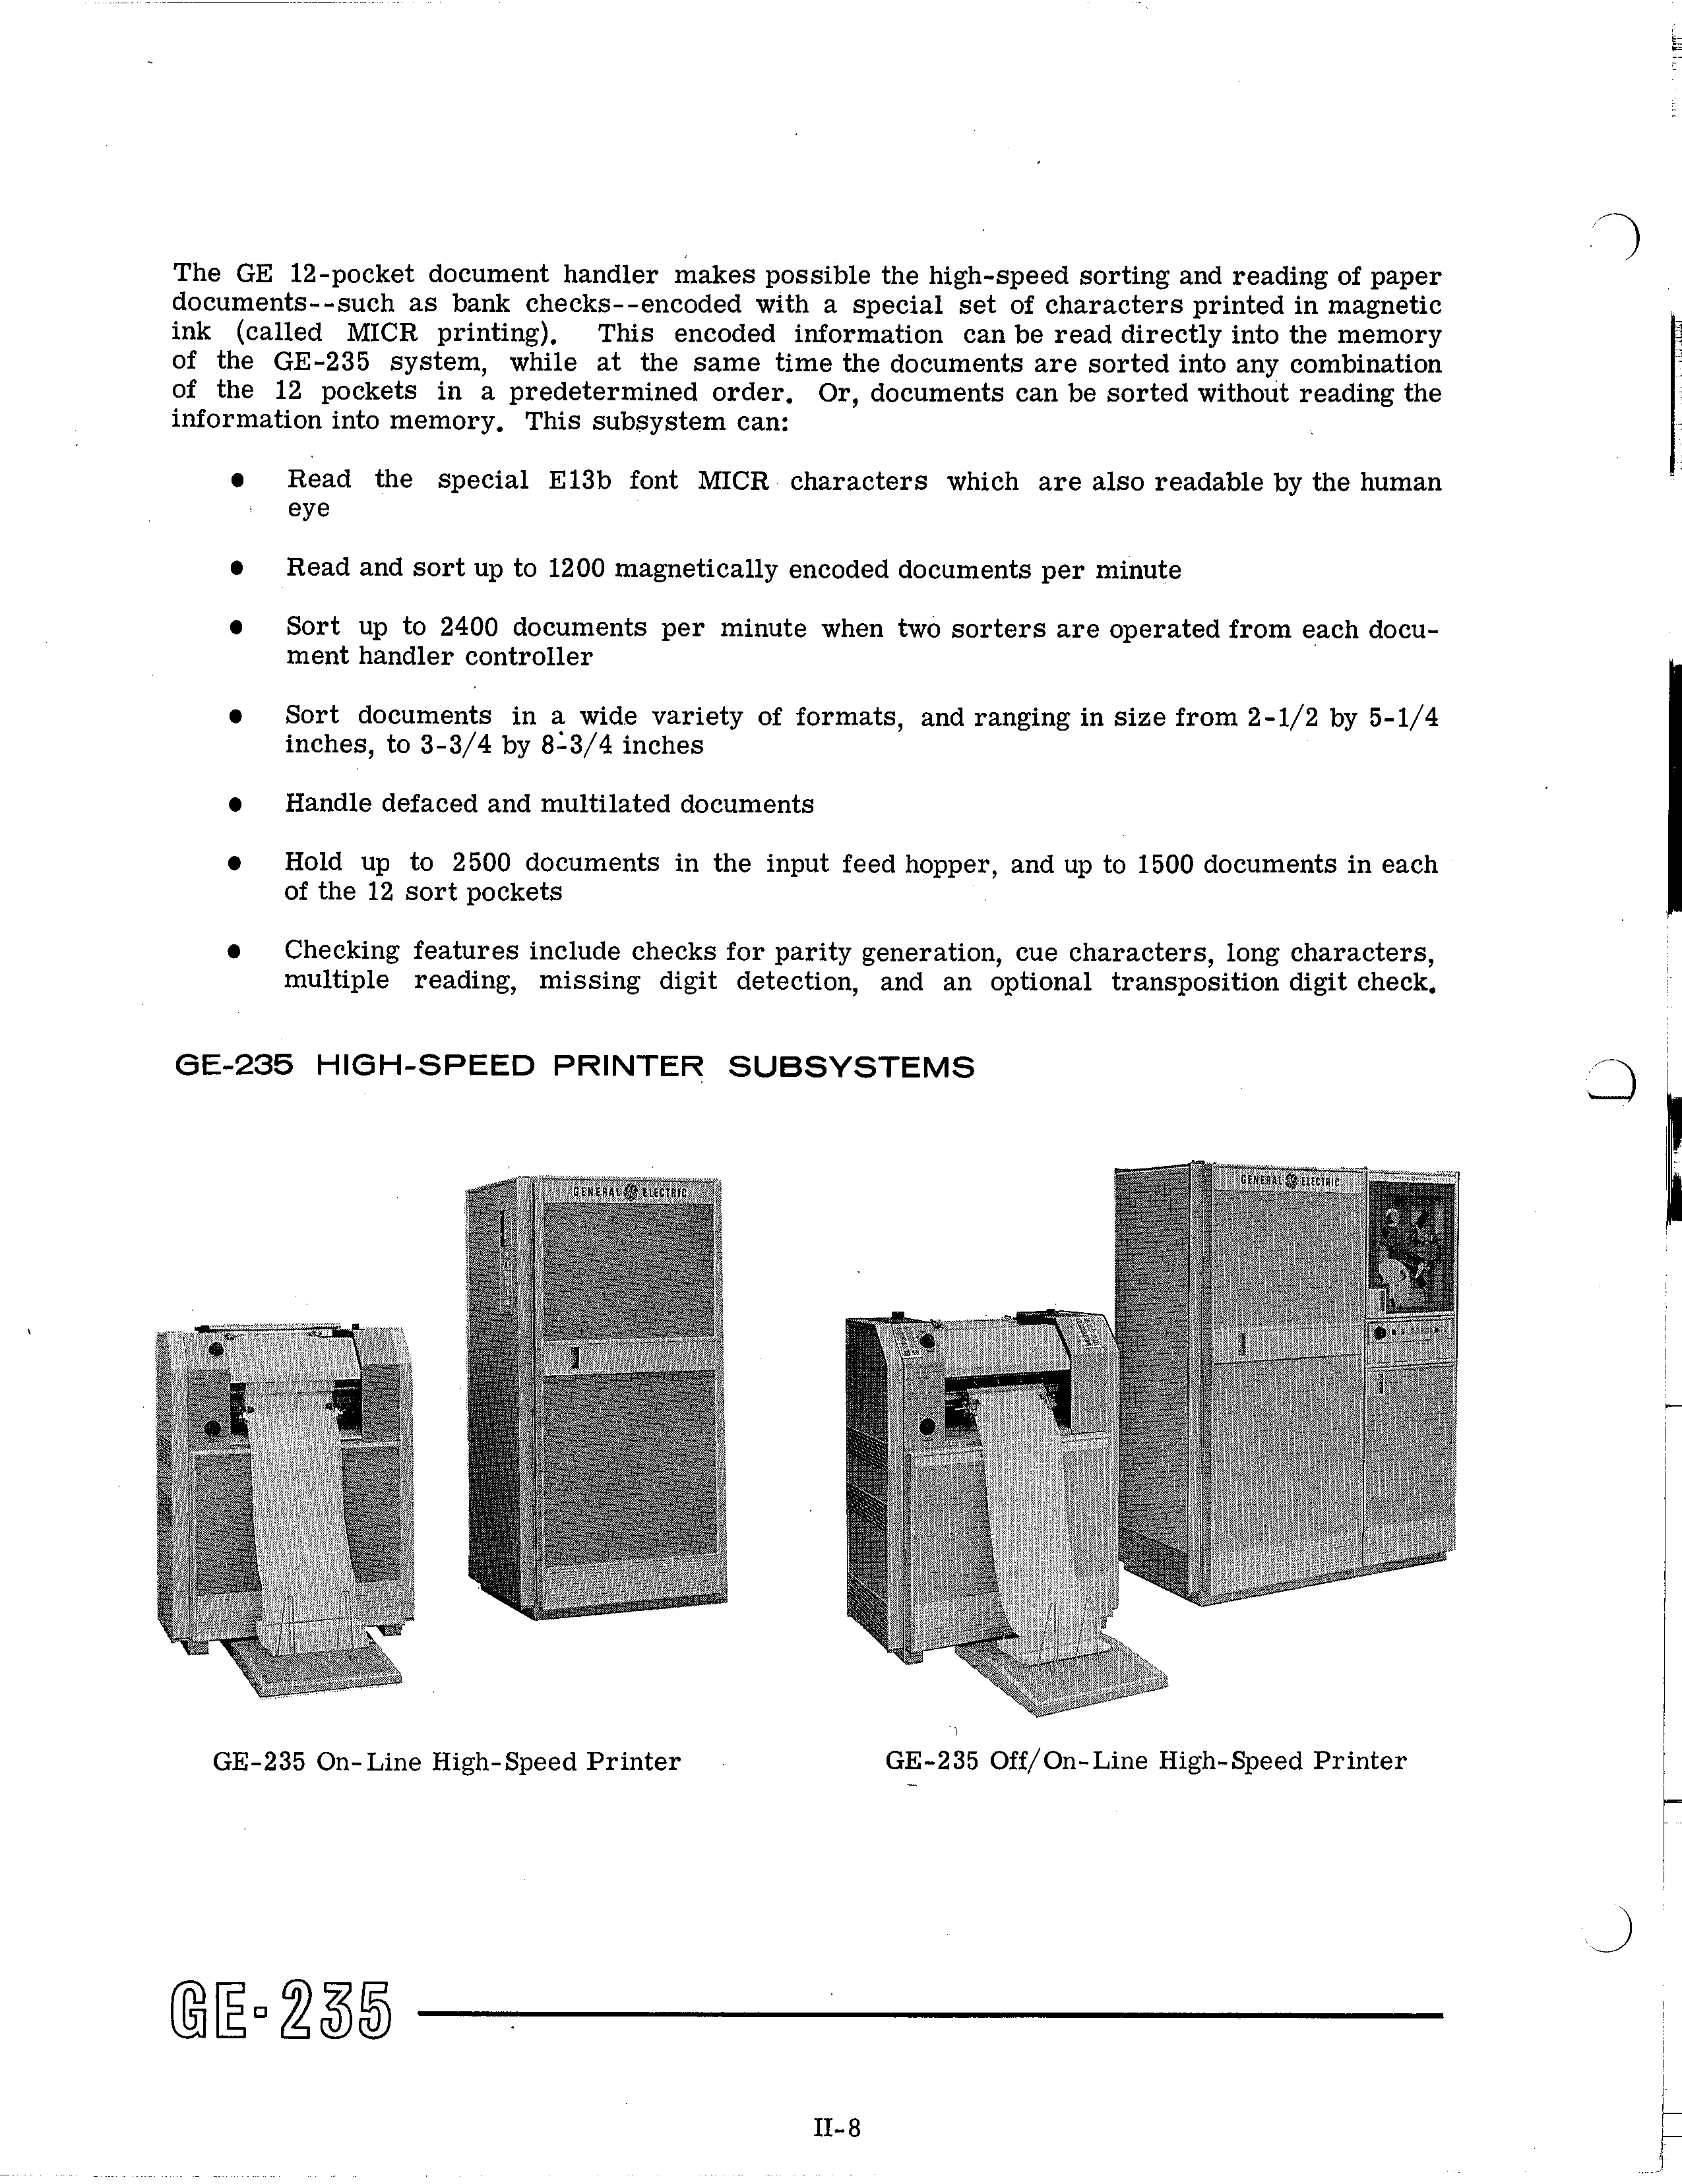 The GE 12-pocket document handler makes possible the high-speed sorting and reading of paper
documents--such as bank checks--encoded with a special set of characters printed in magnetic
ink (called MICR printing). This encoded information can be read directly into the memory
of the GE-235 system, while at the same time the documents are sorted into any combination
of the 12 pockets in a predetermined order. Or, documents can be sorted without reading the
information into memory. This subsystem can:
● Read the special E13b font MICR characters which are also readable by the human
eye
● Read and sort up to 1200 magnetically encoded documents per minute
● Sort up to 2400 documents per minute when two sorters are operated from each docu-
ment handler controller
● Sort documents in a wide variety of formats, and ranging in size from 2-1/2 by 5-1/4
inches, to 3-3/4 by 8-3/4 inches
● Handle defaced and multilated documents
● Hold up to 2500 documents in the input feed hopper, and up to 1500 documents in each
of the 12 sort pockets
● Checking features include checks for parity generation, cue characters, long characters,
multiple reading, missing digit detection, and an optional transposition digit check.
GE-235 HIGH-SPEED PRINTER SUBSYSTEMS
GENERAL ELECTRIC
GENERAL ELECTRIC
GE-235 On-Line High-Speed Printer
GE-235 Off/On-Line High-Speed Printer
GE-235
II-8